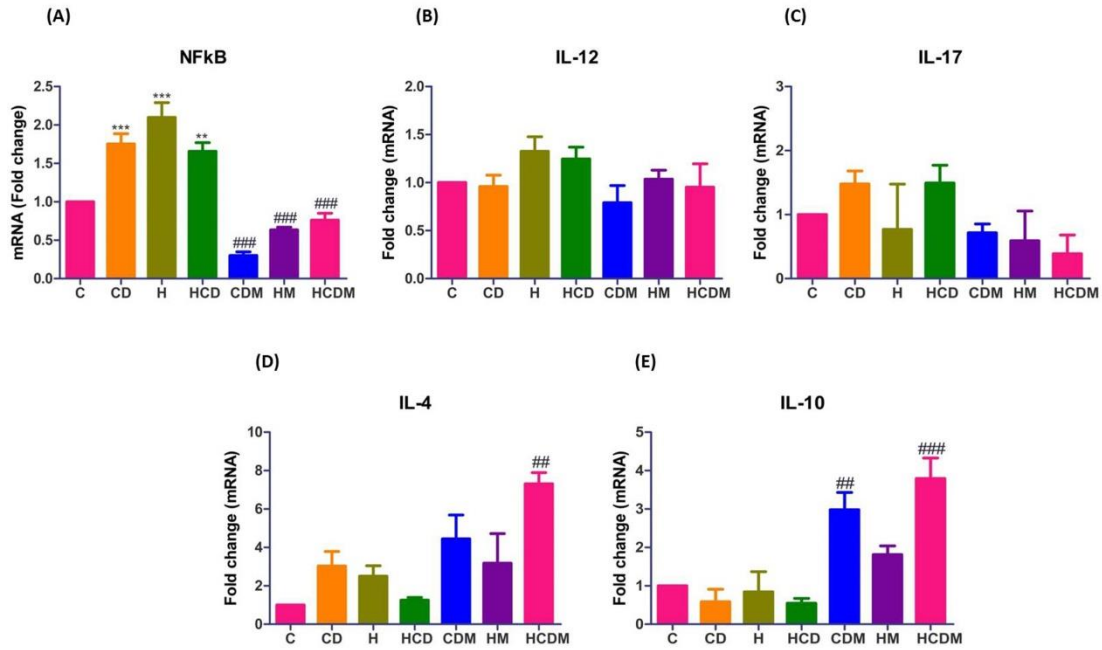 (A)
NFkB
mRNA (Fold change)
2.5
2.0
1.5
1.0
0.5
0.0
***
***
**
###
###
###
C CD H HCD CDM HM HCDM
(B)
IL-12
Fold change (mRNA)
2.0
1.5
1.0
0.5
0.0
C CD H HCD CDM HM HCDM
(C)
IL-17
Fold change (mRNA)
3
2
1
0
C CD H HCD CDM HM HCDM
(D)
IL-4
Fold change (mRNA)
10
8
6
4
2
0
##
C CD H HCD CDM HM HCDM
(E)
IL-10
Fold change (mRNA)
5
4
3
2
1
0
##
###
C CD H HCD CDM HM HCDM